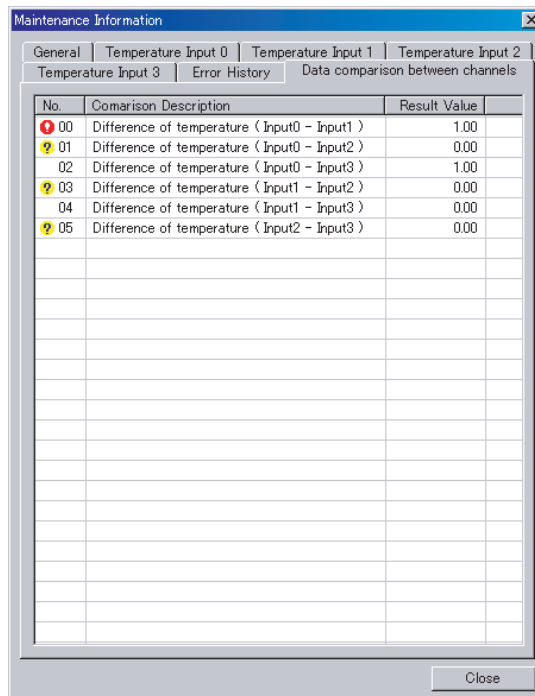 Maintenance Information
General Temperature Input 0 Temperature Input 1 Temperature Input 2
Temperature Input 3 Error History Data comparison between channels
No. Comarison Description Result Value
00 Difference of temperature ( Input0 - Input1 ) 1.00
? 01 Difference of temperature ( Input0 - Input2 ) 0.00
02 Difference of temperature ( Input0 - Input3 ) 1.00
? 03 Difference of temperature ( Input1 - Input2 ) 0.00
04 Difference of temperature ( Input1 - Input3 ) 0.00
? 05 Difference of temperature ( Input2 - Input3 ) 0.00
Close